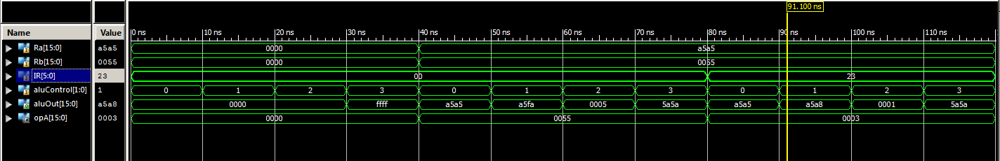 91.100 ns
Name Value 0 ns 10 ns 20 ns 30 ns 40 ns 50 ns 60 ns 70 ns 80 ns 90 ns 100 ns 110 ns
Ra[15:0] a5a5 0000 a5a5
Rb[15:0] 0055 0000 0055
IR[5:0] 23 00 23
aluControl[1:0] 1 0 1 2 3 0 1 2 3 0 1 2 3
aluOut[15:0] a5a8 0000 ffff a5a5 a5fa 0005 5a5a a5a5 a5a8 0001 5a5a
opA[15:0] 0003 0000 0055 0003